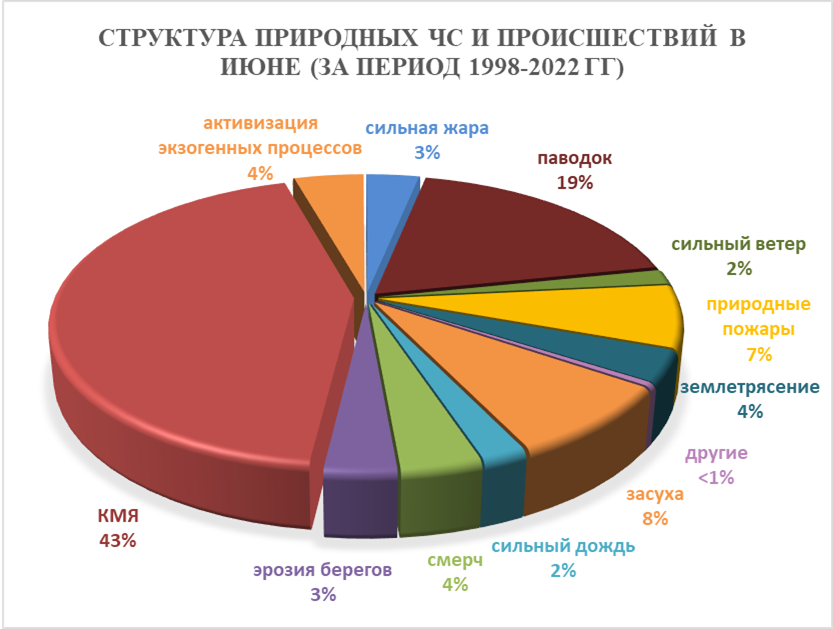 СТРУКТУРА ПРИРОДНЫХ ЧС И ПРОИСШЕСТВИЙ В
ИЮНЕ (ЗА ПЕРИОД 1998-2022 ГГ)
активизация
экзогенных процессов
4%
сильная жара
3%
паводок
19%
сильный ветер
2%
природные
пожары
7%
землетрясение
4%
другие
<1%
засуха
8%
сильный дождь
2%
смерч
4%
эрозия берегов
3%
КМЯ
43%